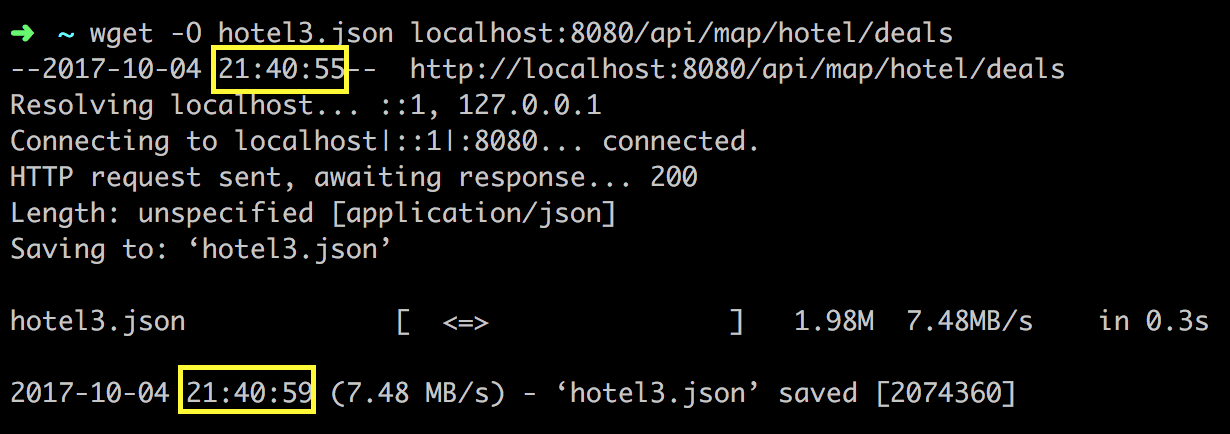 ➜ ~ wget -O hotel3.json localhost:8080/api/map/hotel/deals
--2017-10-04 21:40:55--  http://localhost:8080/api/map/hotel/deals
Resolving localhost... ::1, 127.0.0.1
Connecting to localhost|::1|:8080... connected.
HTTP request sent, awaiting response... 200
Length: unspecified [application/json]
Saving to: ‘hotel3.json’
hotel3.json [ <=> ] 1.98M 7.48MB/s in 0.3s
2017-10-04 21:40:59 (7.48 MB/s) - ‘hotel3.json’ saved [2074360]